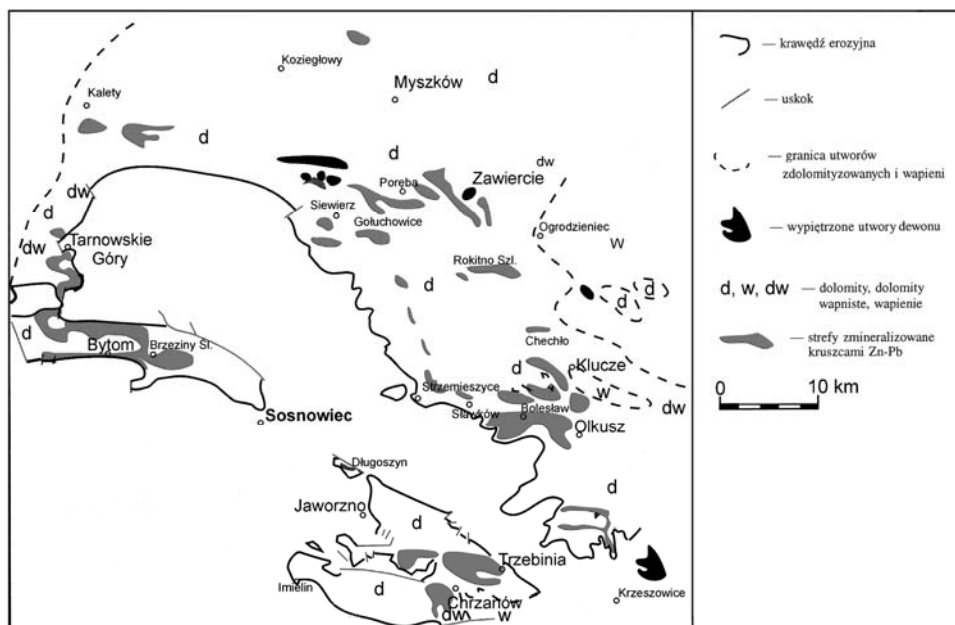 Koziegłowy
d
Myszków
Kalety
d
d
dw
Poręba
Zawiercie
dw
Siewierz
Gołuchowice
d
Ogrodzieniec
w
dw
Tarnowskie
Góry
Rokitno Szl.
d
d
d
d
Chechło
Bytom
Brzeziny Śl.
d
Klucze
w
Strzemieszyce
Sławków
Bolesław
dw
Sosnowiec
Olkusz
Długoszyn
d
Jaworzno
d
Trzebinia
Imielin
d
Chrzanów
Krzeszowice
dw
w
— krawędź erozyjna
— uskok
— granica utworów
zdolomityzowanych i wapieni
— wypiętrzone utwory dewonu
d, w, dw — dolomity, dolomity
wapniste, wapienie
— strefy zmineralizowane
kruszcami Zn-Pb
0 10 km